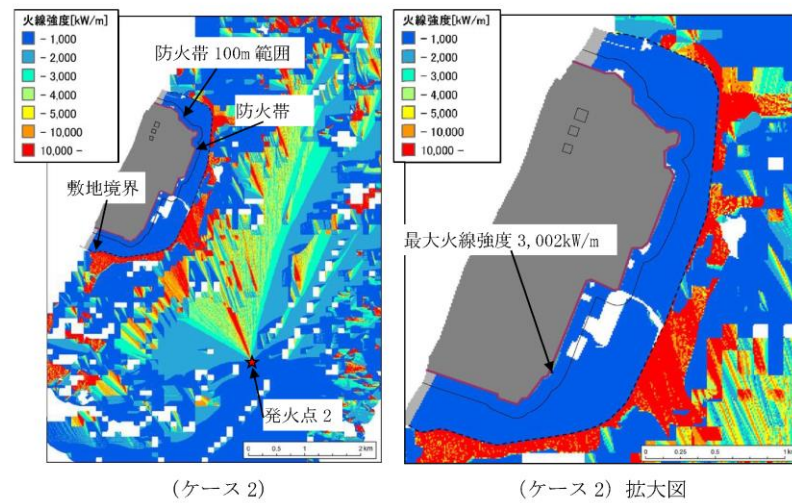 火線強度[kW/m]
- 1,000
- 2,000
- 3,000
- 4,000
- 5,000
- 10,000
10,000 -
防火帯 100m 範囲
防火帯
敷地境界
発火点 2
0 0.5 1 2 km
(ケース 2)
火線強度[kW/m]
- 1,000
- 2,000
- 3,000
- 4,000
- 5,000
- 10,000
10,000 -
最大火線強度 3,002kW/m
0 0.25 0.5 1 km
(ケース 2) 拡大図